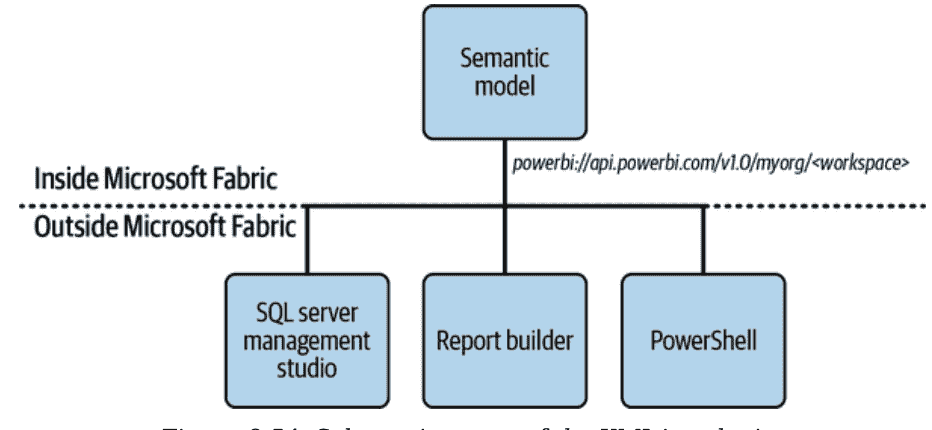 Semantic
model
powerbi://api.powerbi.com/v1.0/myorg/<workspace>
Inside Microsoft Fabric
Outside Microsoft Fabric
SQL server
management
studio
Report builder
PowerShell